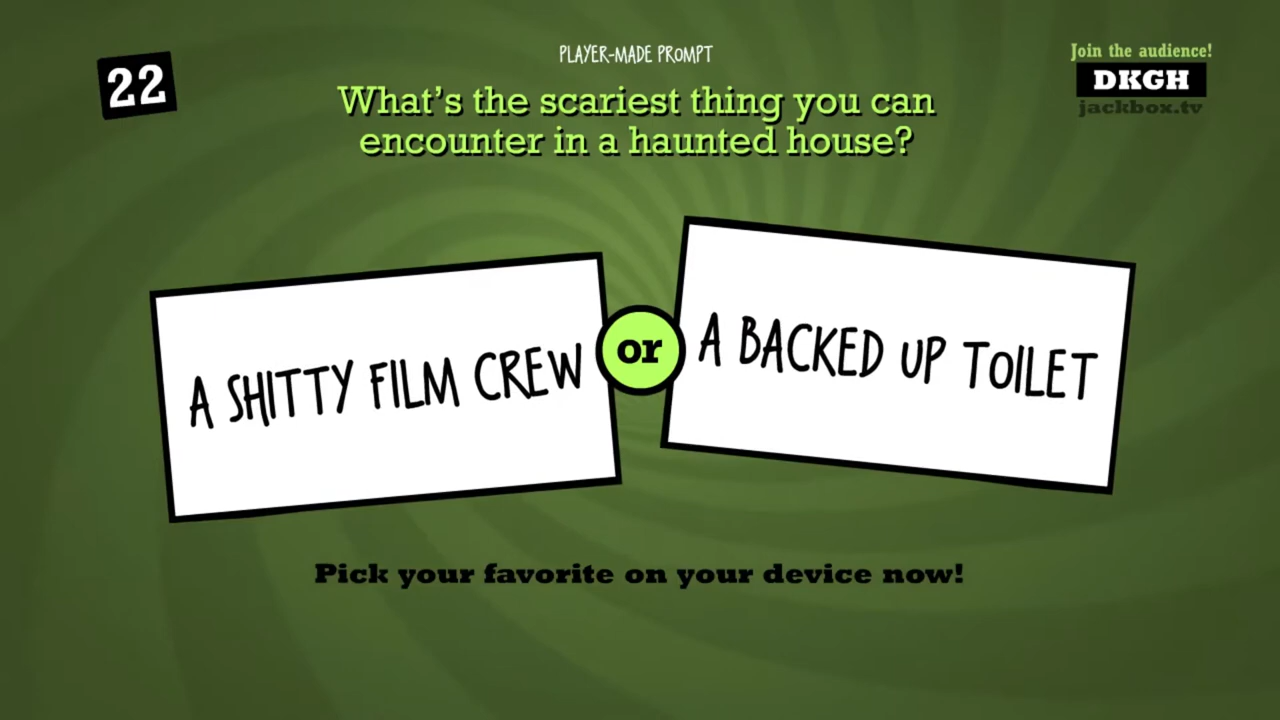 22
PLAYER-MADE PROMPT
What's the scariest thing you can
encounter in a haunted house?
Join the audience!
DKGH
jackbox.tv
A SHITTY FILM CREW
or
A BACKED UP TOILET
Pick your favorite on your device now!